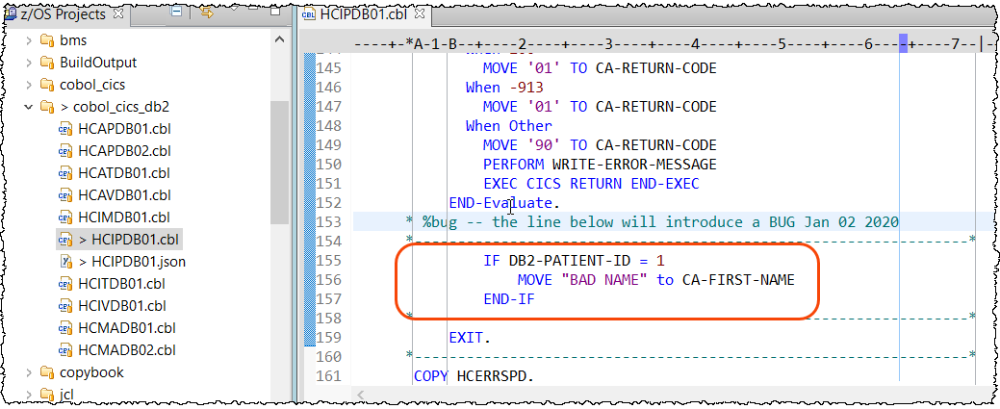 z/OS Projects
bms
BuildOutput
cobol_cics
> cobol_cics_db2
HCAPDB01.cbl
HCAPDB02.cbl
HCATDB01.cbl
HCAVDB01.cbl
HCIMDB01.cbl
> HCIPDB01.cbl
> HCIPDB01.json
HCITDB01.cbl
HCIVDB01.cbl
HCMADB01.cbl
HCMADB02.cbl
copybook
jcl
HCIPDB01.cbl
----+-*A-1-B--+----2----+----3----+----4----+----5----+----6----+----7--|-
145 MOVE '01' TO CA-RETURN-CODE
146 When -913
147 MOVE '01' TO CA-RETURN-CODE
148 When Other
149 MOVE '90' TO CA-RETURN-CODE
150 PERFORM WRITE-ERROR-MESSAGE
151 EXEC CICS RETURN END-EXEC
152 END-Evaluate.
153 * %bug -- the line below will introduce a BUG Jan 02 2020
154 *----------------------------------------------------------------*
155 IF DB2-PATIENT-ID = 1
156 MOVE "BAD NAME" to CA-FIRST-NAME
157 END-IF
158 *----------------------------------------------------------------*
159 EXIT.
160 *----------------------------------------------------------------*
161 COPY HCERRSPD.